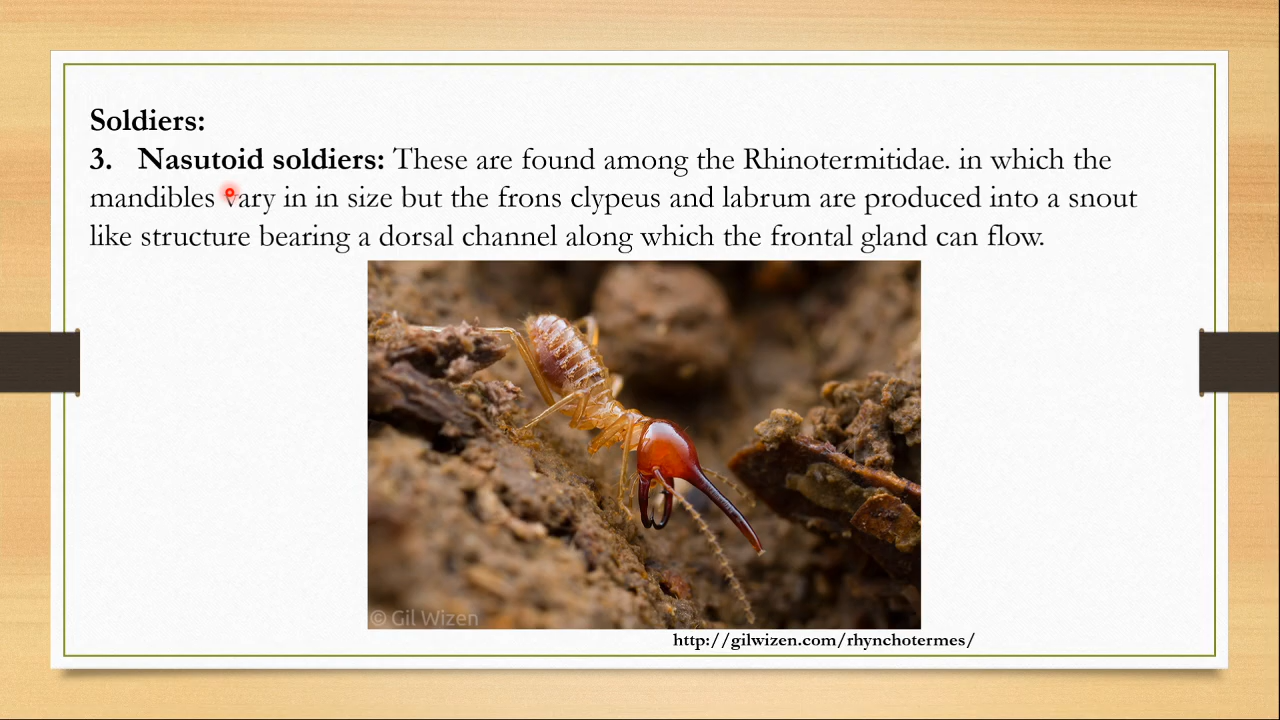 Soldiers:
3. Nasutoid soldiers: These are found among the Rhinotermitidae. in which the
mandibles vary in in size but the frons clypeus and labrum are produced into a snout
like structure bearing a dorsal channel along which the frontal gland can flow.
© Gil Wizen
http://gilwizen.com/rhynchotermes/